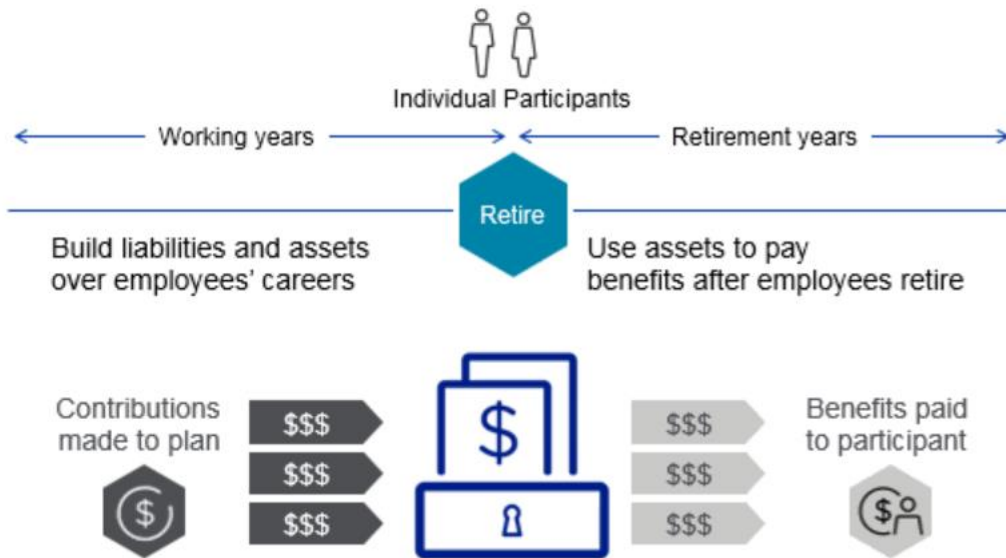 Individual Participants
Working years
Retirement years
Retire
Build liabilities and assets
over employees’ careers
Use assets to pay
benefits after employees retire
Contributions
made to plan
$$$
$$$
$$$
$
$
$$$
$$$
$$$
Benefits paid
to participant
$